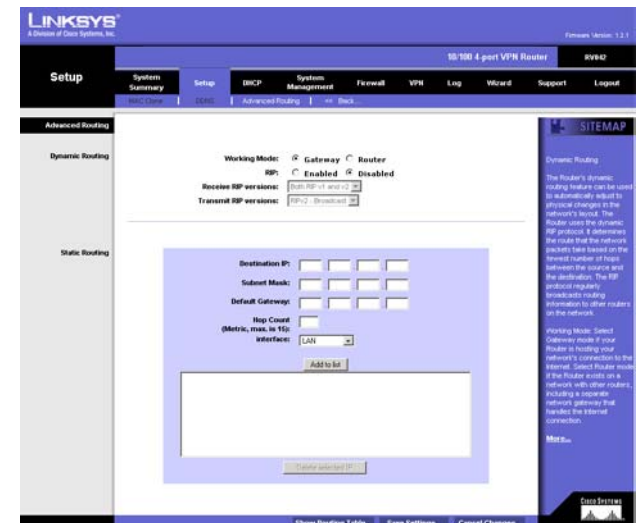 LINKSYS®
A Division of Cisco Systems, Inc.
Firmware Version: 1.2.1
10/100 4-port VPN Router
RV042
Setup
System Summary
Setup
DHCP
System Management
Firewall
VPN
Log
Wizard
Support
Logout
MAC Clone | DDNS | Advanced Routing | << Back...
Advanced Routing
SITEMAP
Dynamic Routing
Working Mode: Gateway Router
RIP: Enabled Disabled
Receive RIP versions: Both RIP v1 and v2
Transmit RIP versions: RIPv2 - Broadcast
Static Routing
Destination IP:
Subnet Mask:
Default Gateway:
Hop Count
(Metric, max. is 15):
interface: LAN
Add to list
Delete selected IP
Show Routing Table
Save Settings
Cancel Changes
Dynamic Routing
The Router's dynamic
routing feature can be used
to automatically adjust to
physical changes in the
network's layout. The
Router uses the dynamic
RIP protocol. It determines
the route that the network
packets take based on the
fewest number of hops
between the source and
the destination. The RIP
protocol regularly
broadcasts routing
information to other routers
on the network.
Working Mode: Select
Gateway mode if your
Router is hosting your
network's connection to the
Internet. Select Router mode
if the Router exists on a
network with other routers,
including a separate
network gateway that
handles the Internet
connection.
More...
CISCO SYSTEMS